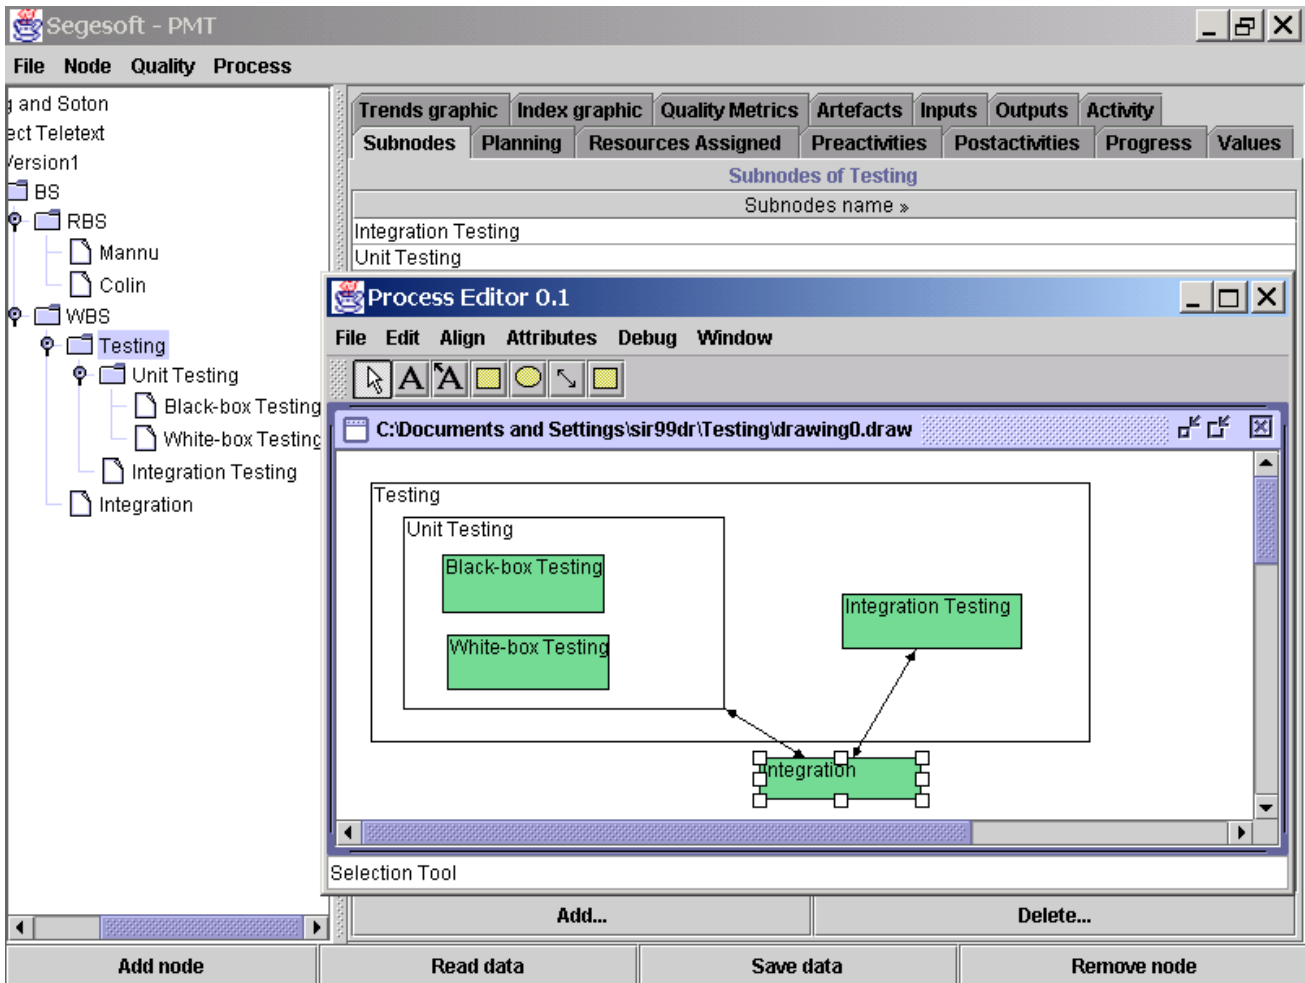 Segesoft - PMT
File Node Quality Process
and Soton
ect Teletext
Version1
BS
RBS
Mannu
Colin
WBS
Testing
Unit Testing
Black-box Testing
White-box Testing
Integration Testing
Integration
Trends graphic Index graphic Quality Metrics Artefacts Inputs Outputs Activity
Subnodes Planning Resources Assigned Preactivities Postactivities Progress Values
Subnodes of Testing
Subnodes name »
Integration Testing
Unit Testing
Process Editor 0.1
File Edit Align Attributes Debug Window
A A
C:\Documents and Settings\sir99dr\Testing\drawing0.draw
Testing
Unit Testing
Black-box Testing
White-box Testing
Integration Testing
Integration
Selection Tool
Add... Delete...
Add node Read data Save data Remove node